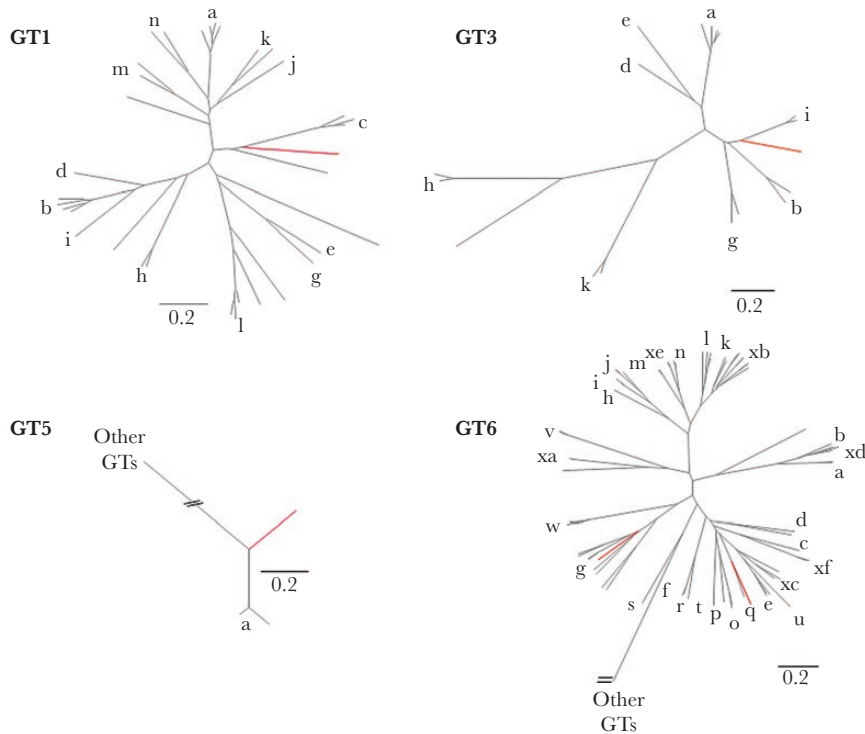 GT1
n
a
k
j
m
c
d
b
i
h
e
g
l
0.2
GT3
e
a
d
i
h
b
g
k
0.2
GT5
Other
GTs
0.2
a
GT6
l
k
xe
n
xb
j
m
i
h
v
b
xa
xd
a
w
d
c
g
xf
xc
s
f
r
t
p
o
q
e
u
0.2
Other
GTs